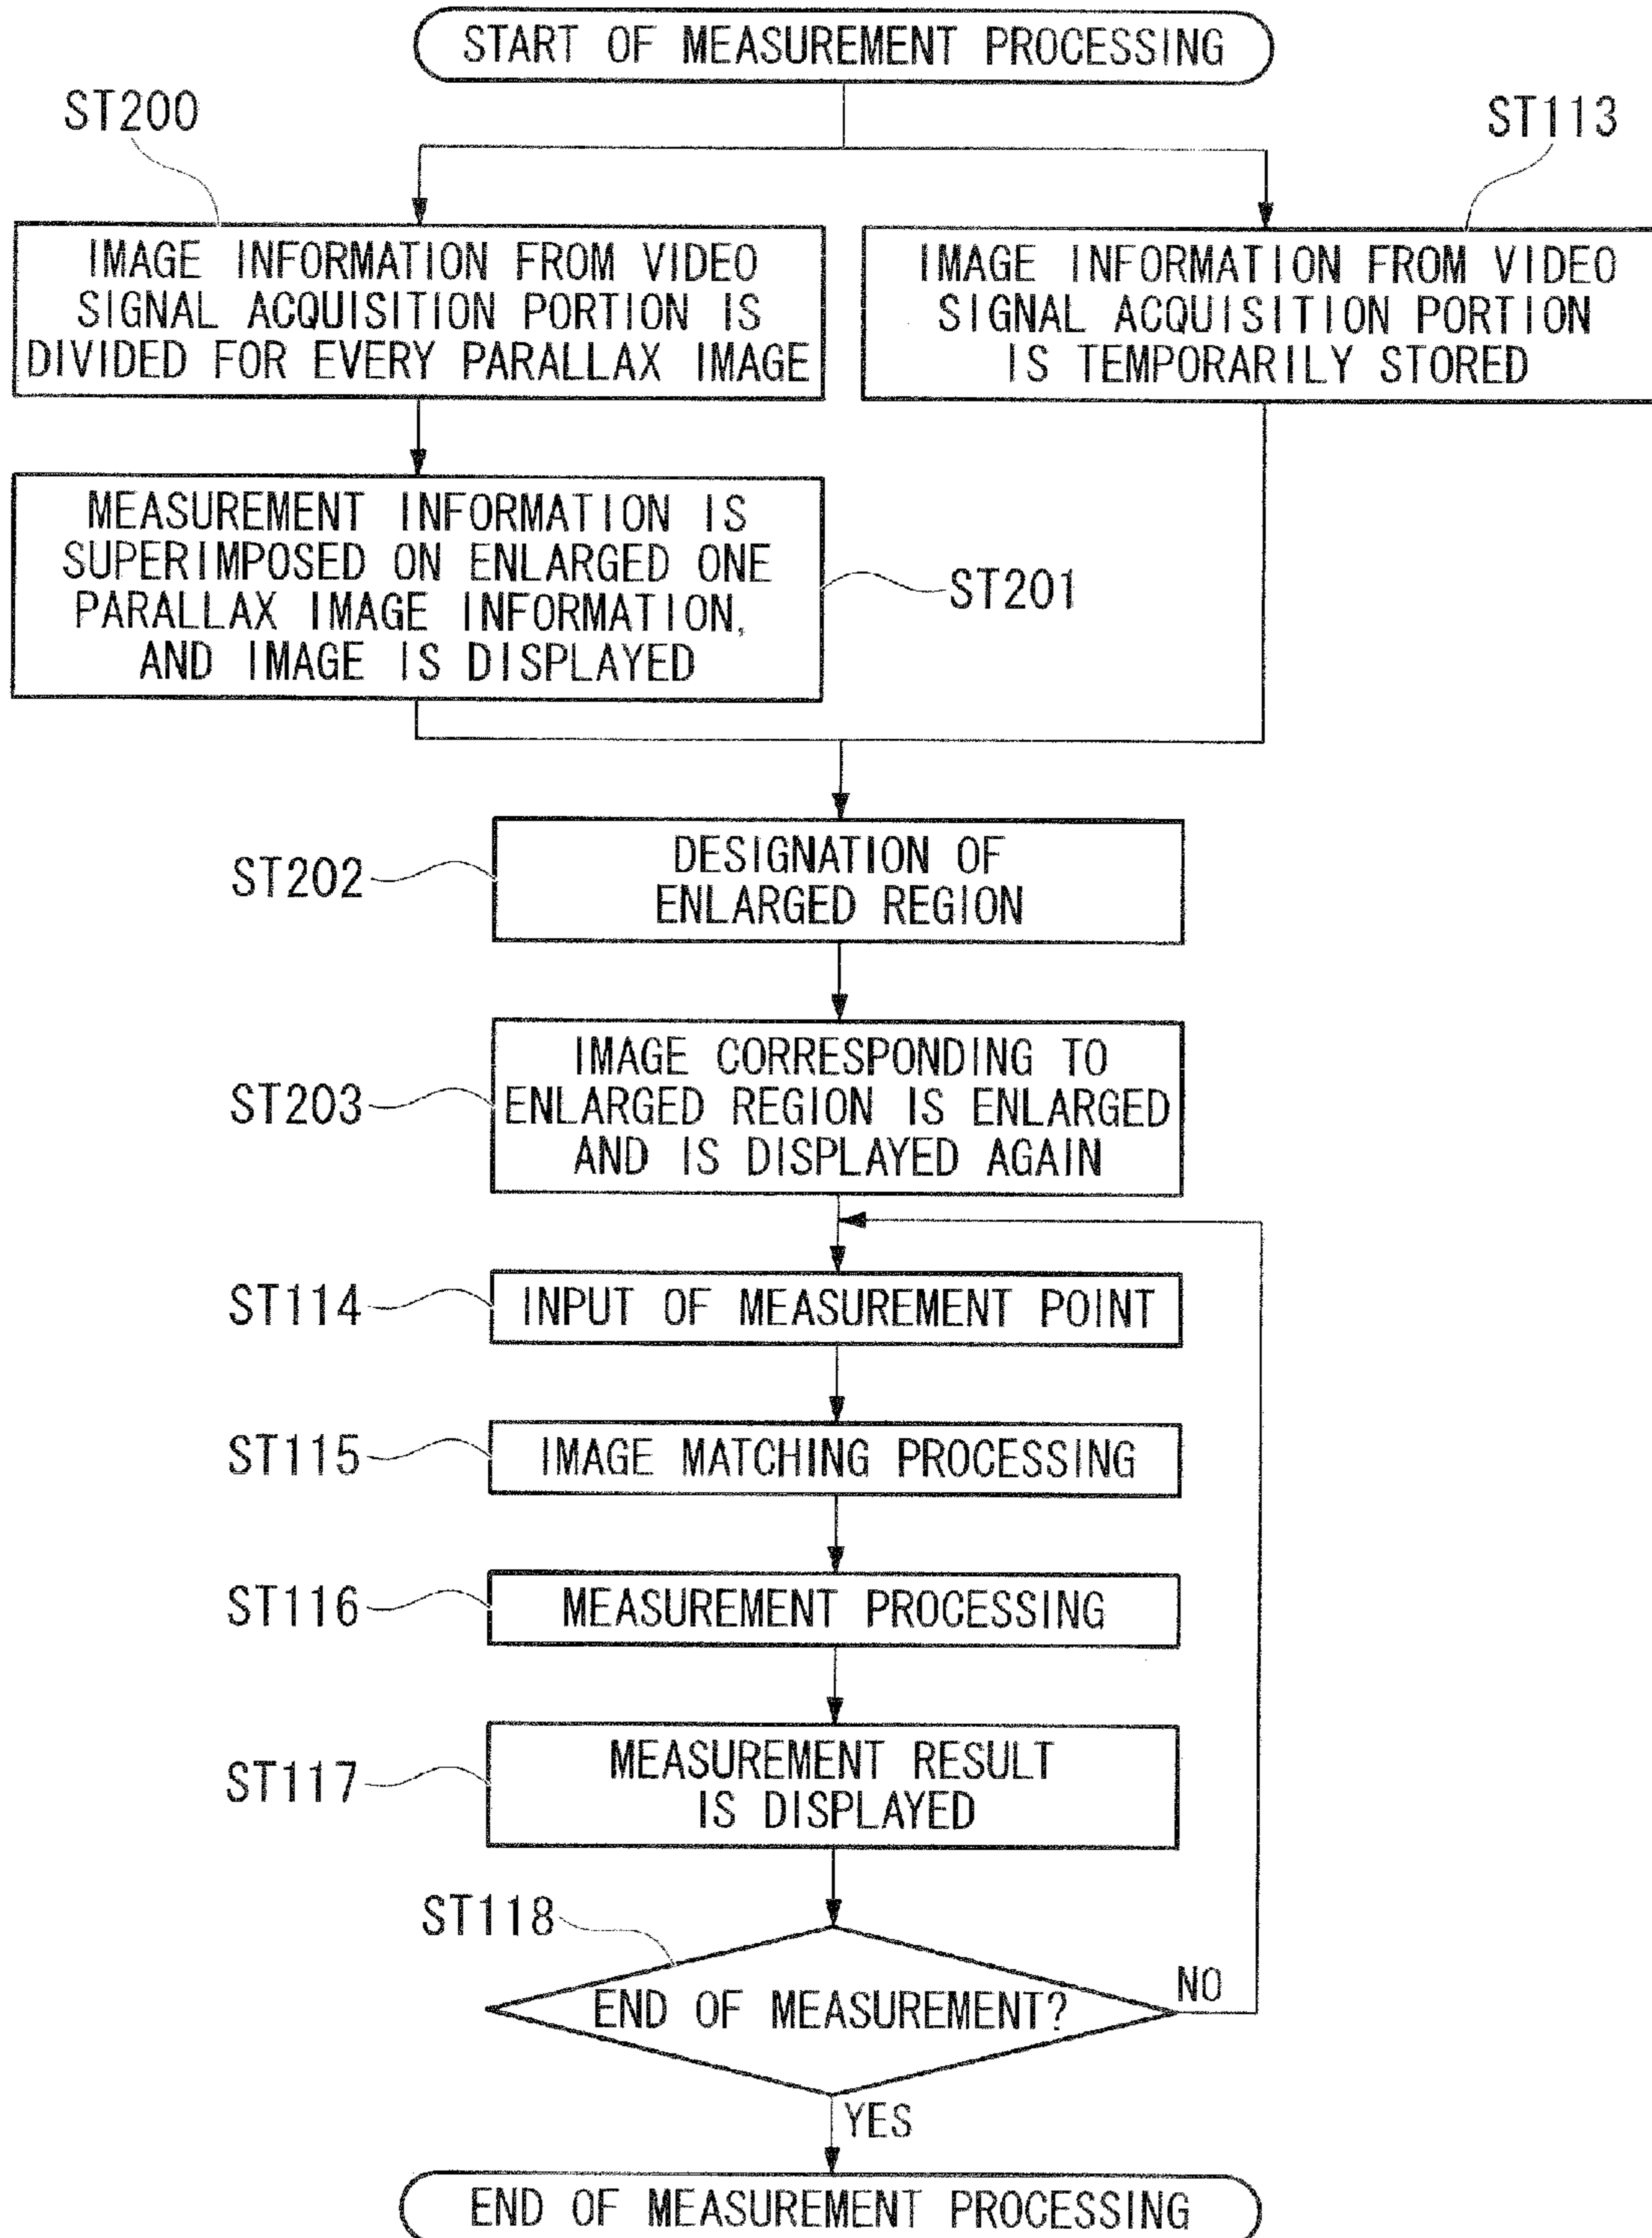 START OF MEASUREMENT PROCESSING
ST200
ST113
IMAGE INFORMATION FROM VIDEO
SIGNAL ACQUISITION PORTION IS
DIVIDED FOR EVERY PARALLAX IMAGE
IMAGE INFORMATION FROM VIDEO
SIGNAL ACQUISITION PORTION
IS TEMPORARILY STORED
MEASUREMENT INFORMATION IS
SUPERIMPOSED ON ENLARGED ONE
PARALLAX IMAGE INFORMATION,
AND IMAGE IS DISPLAYED
ST201
ST202
DESIGNATION OF
ENLARGED REGION
ST203
IMAGE CORRESPONDING TO
ENLARGED REGION IS ENLARGED
AND IS DISPLAYED AGAIN
ST114
INPUT OF MEASUREMENT POINT
ST115
IMAGE MATCHING PROCESSING
ST116
MEASUREMENT PROCESSING
ST117
MEASUREMENT RESULT
IS DISPLAYED
ST118
END OF MEASUREMENT?
NO
YES
END OF MEASUREMENT PROCESSING